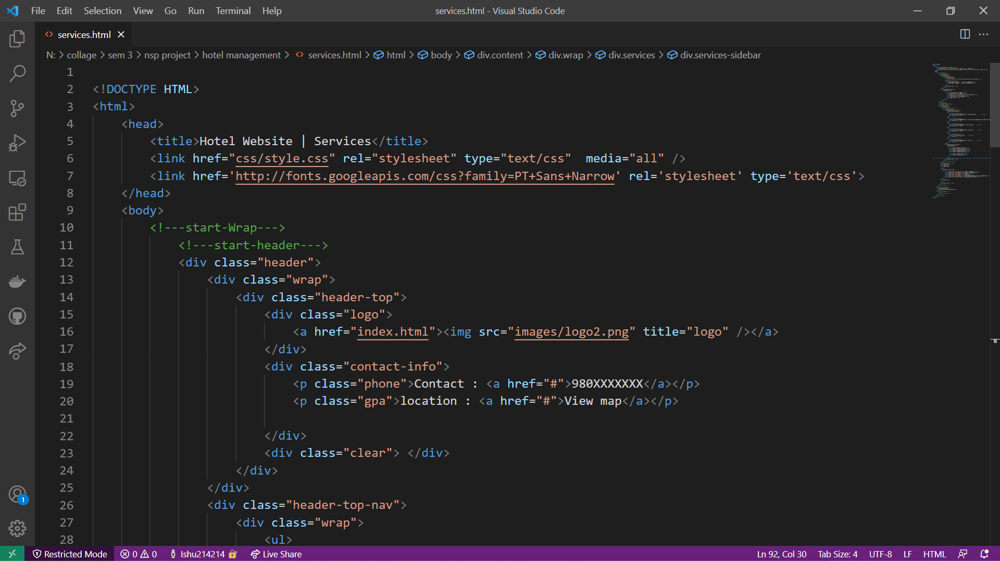 File Edit Selection View Go Run Terminal Help services.html - Visual Studio Code
services.html
N: > collage > sem 3 > nsp project > hotel management > services.html > html > body > div.content > div.wrap > div.services > div.services-sidebar
1
2 <!DOCTYPE HTML>
3 <html>
4 <head>
5 <title>Hotel Website | Services</title>
6 <link href="css/style.css" rel="stylesheet" type="text/css"  media="all" />
7 <link href='http://fonts.googleapis.com/css?family=PT+Sans+Narrow' rel='stylesheet' type='text/css'>
8 </head>
9 <body>
10 <!---start-Wrap--->
11 <!---start-header--->
12 <div class="header">
13 <div class="wrap">
14 <div class="header-top">
15 <div class="logo">
16 <a href="index.html"><img src="images/logo2.png" title="logo" /></a>
17 </div>
18 <div class="contact-info">
19 <p class="phone">Contact : <a href="#">980XXXXXXX</a></p>
20 <p class="gpa">location : <a href="#">View map</a></p>
21
22 </div>
23 <div class="clear"> </div>
24 </div>
25 </div>
26 <div class="header-top-nav">
27 <div class="wrap">
28 <ul>
1
Restricted Mode 0 0 Ishu214214 Live Share Ln 92, Col 30 Tab Size: 4 UTF-8 LF HTML